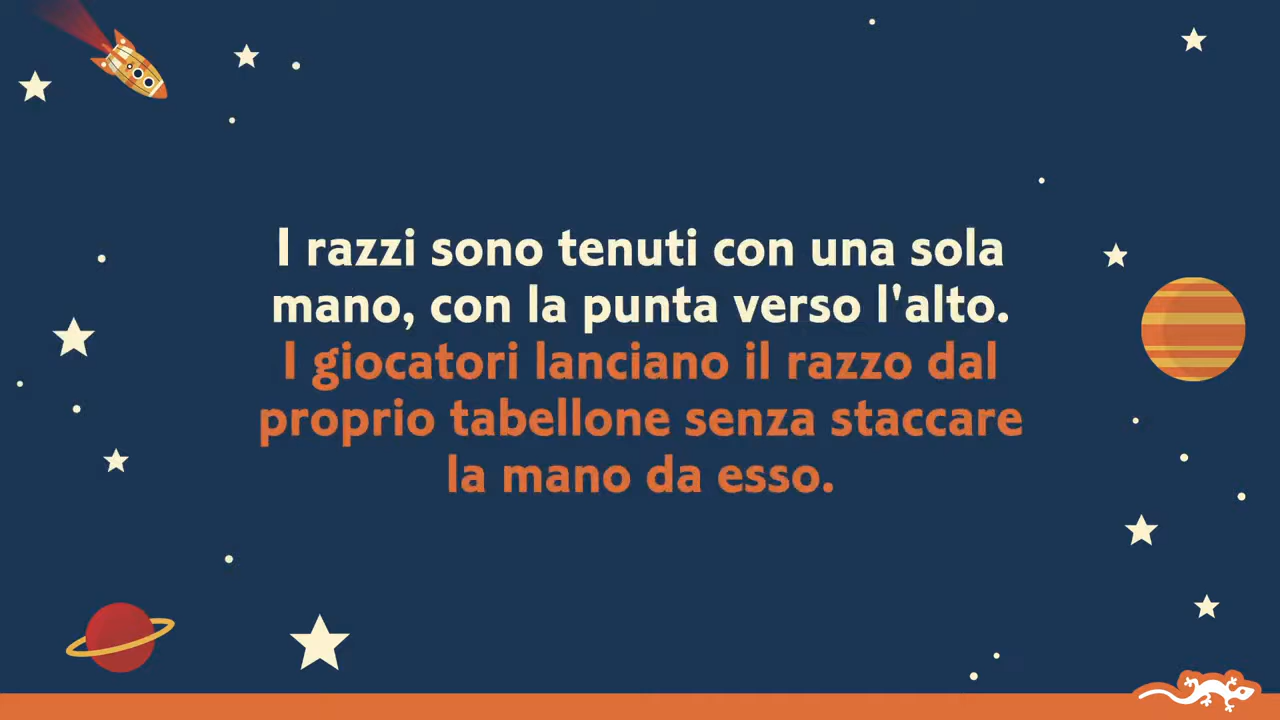 I razzi sono tenuti con una sola
mano, con la punta verso l'alto.
I giocatori lanciano il razzo dal
proprio tabellone senza staccare
la mano da esso.